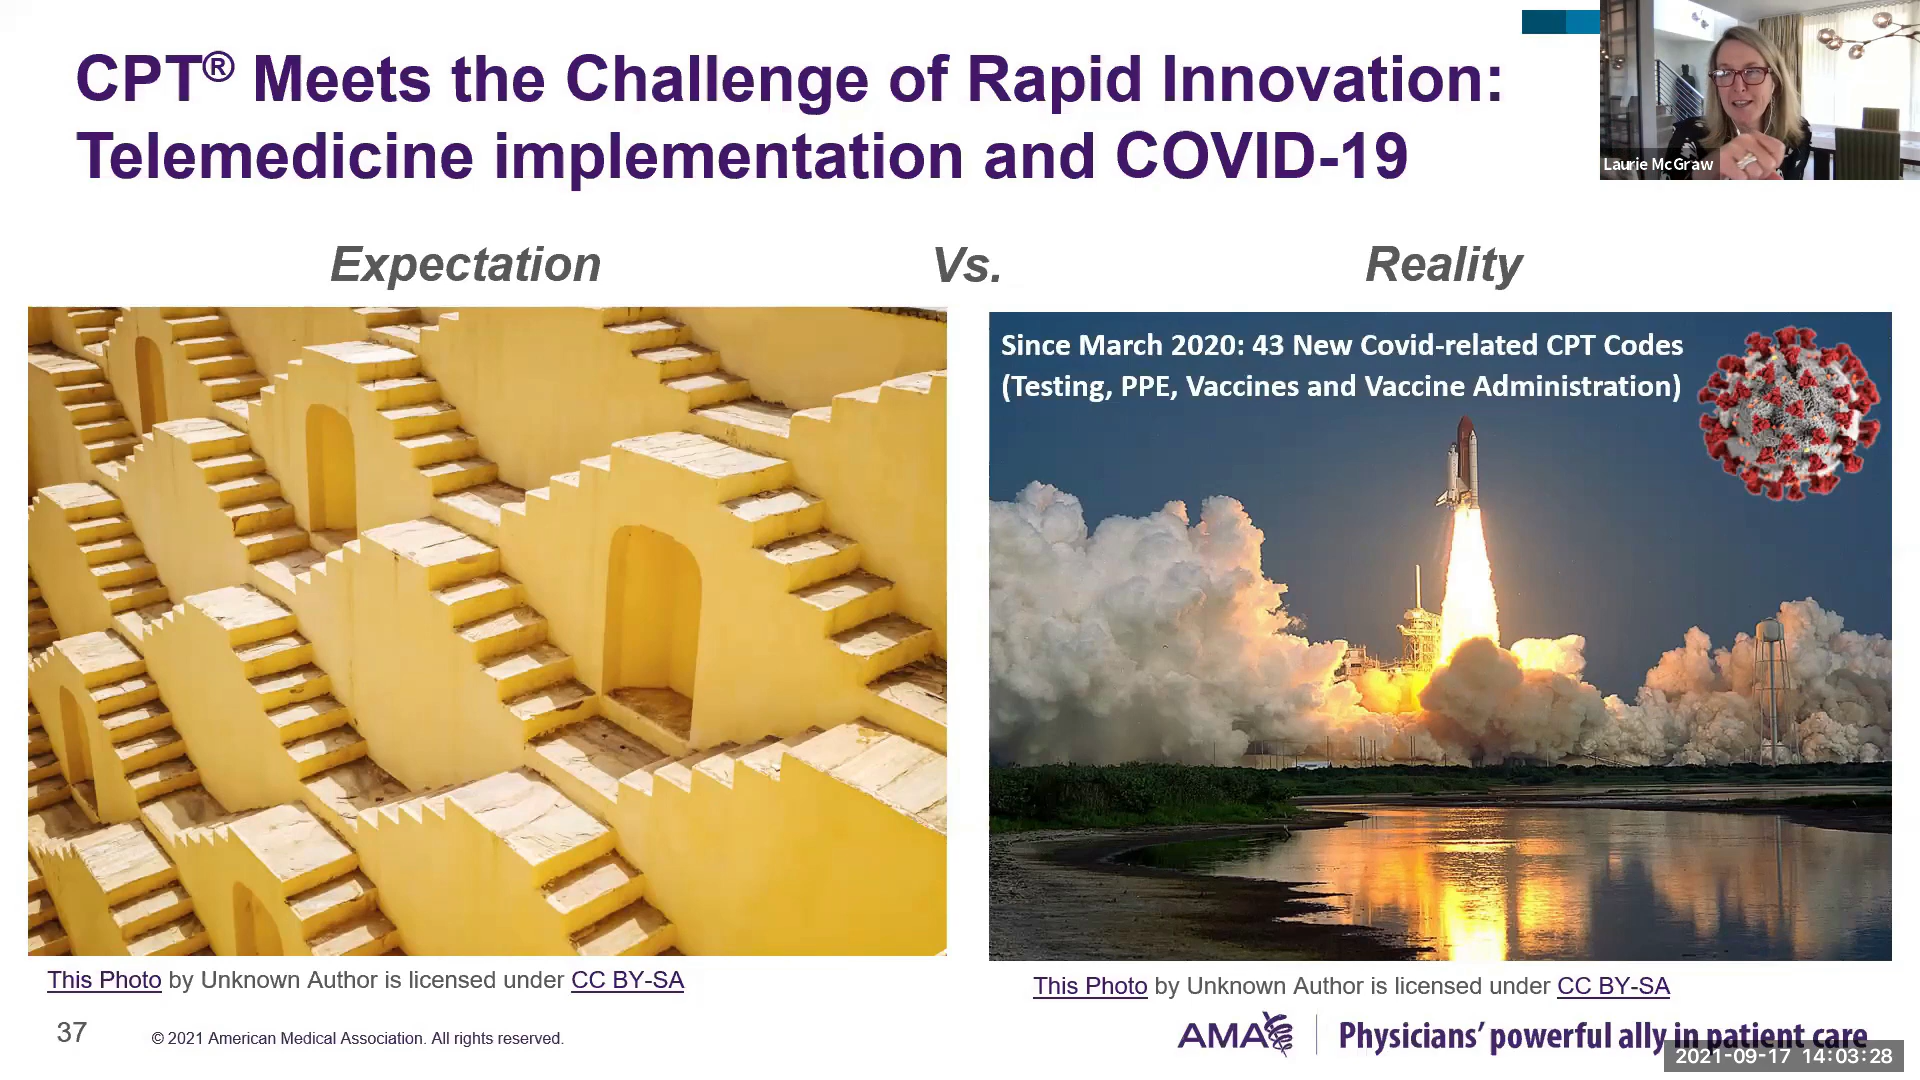 CPT® Meets the Challenge of Rapid Innovation:
Telemedicine implementation and COVID-19
Laurie McGraw
Expectation
Vs.
Reality
Since March 2020: 43 New Covid-related CPT Codes
(Testing, PPE, Vaccines and Vaccine Administration)
This Photo by Unknown Author is licensed under CC BY-SA
This Photo by Unknown Author is licensed under CC BY-SA
37
© 2021 American Medical Association. All rights reserved.
AMA
Physicians’ powerful ally in patient care
2021-09-17 14:03:28